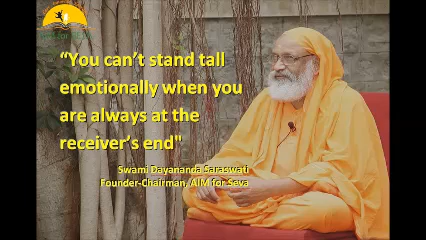 “You can’t stand tall
emotionally when you
are always at the
receiver’s end"
Swami Dayananda Saraswati
Founder-Chairman, AIM for Seva